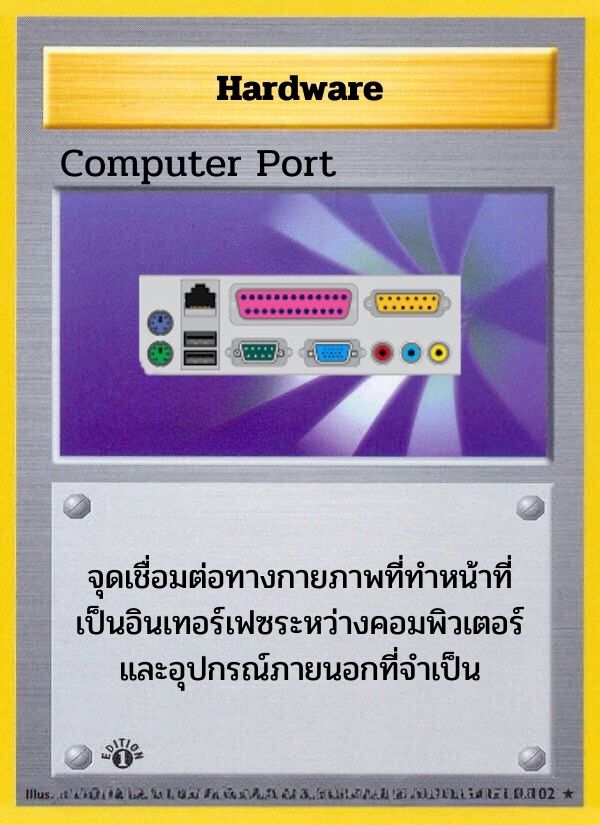 Hardware
Computer Port
จุดเชื่อมต่อทางกายภาพที่ทำหน้าที่
เป็นอินเทอร์เฟซระหว่างคอมพิวเตอร์
และอุปกรณ์ภายนอกที่จำเป็น
EDITION
1
Illus.
102 ★